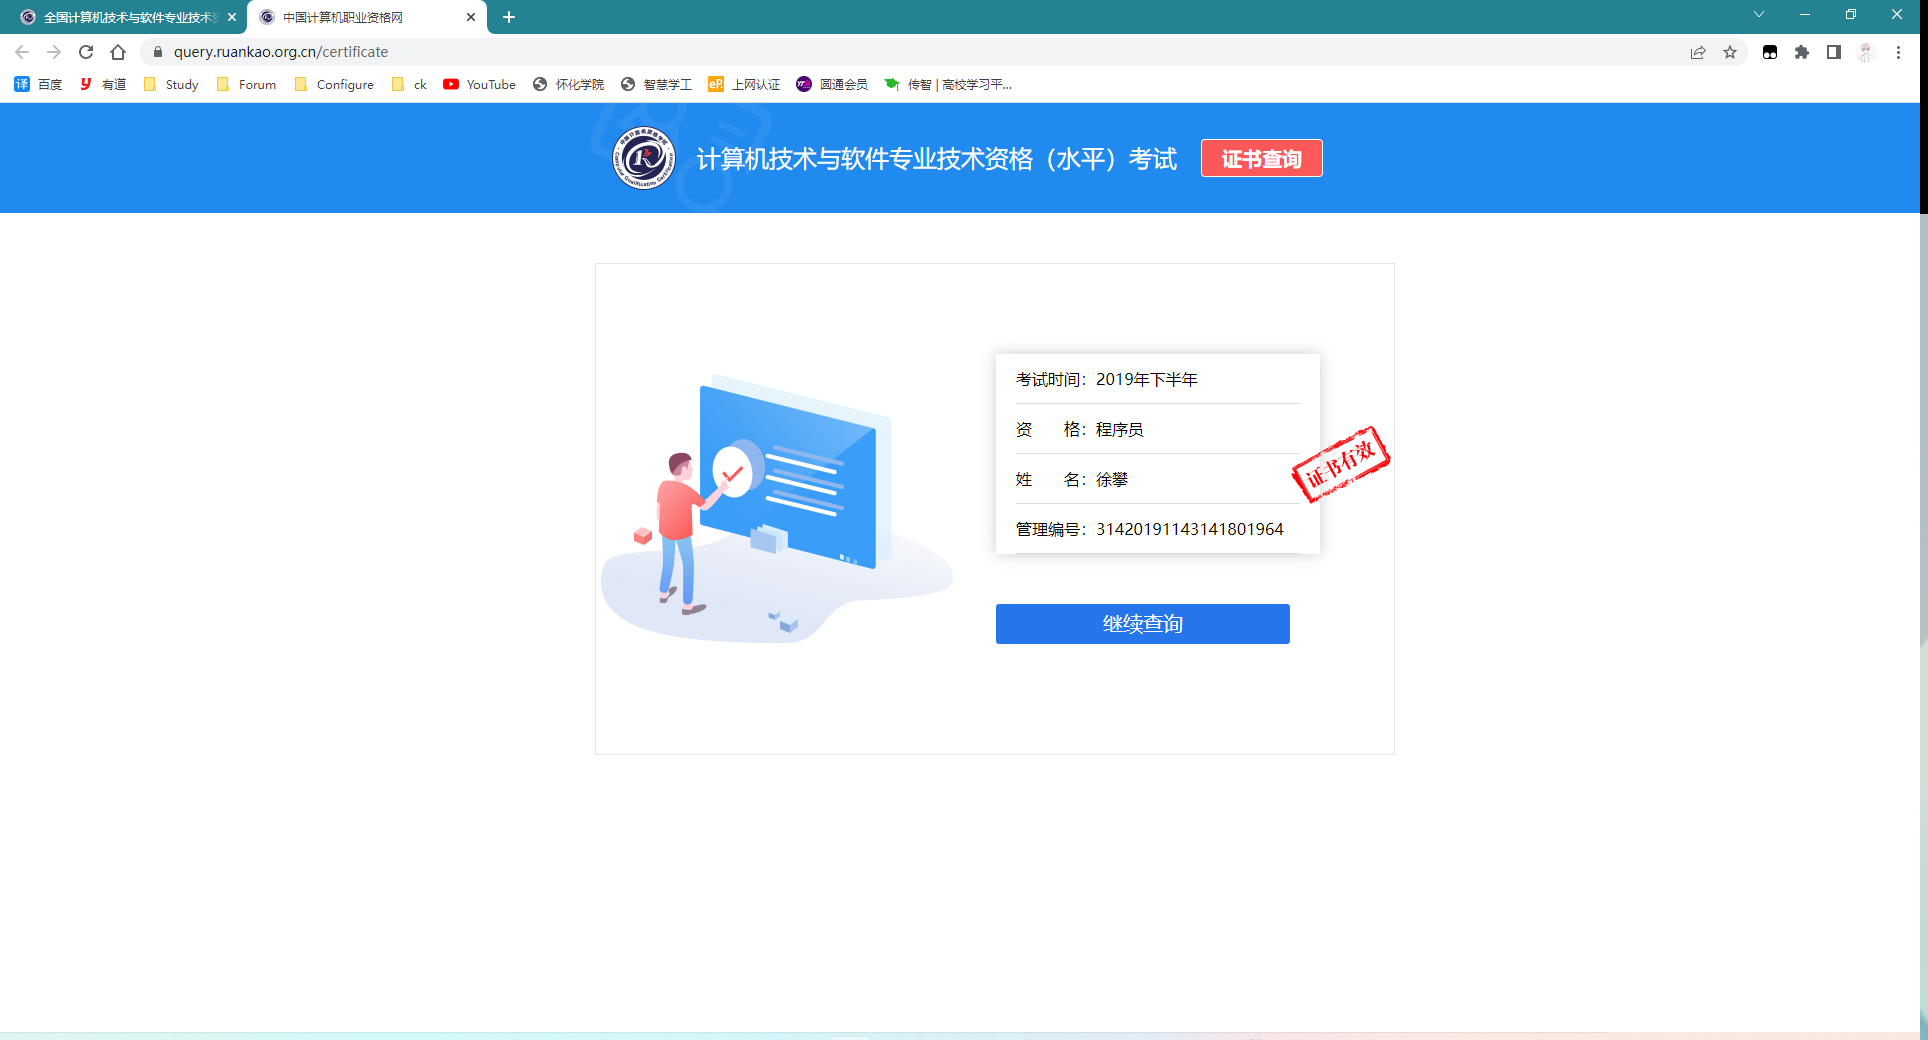 全国计算机技术与软件专业技术
中国计算机职业资格网
query.ruankao.org.cn/certificate
译 百度 y 有道 Study Forum Configure ck YouTube 怀化学院 智慧学工 eP. 上网认证 圆通会员 传智 | 高校学习平...
计算机技术与软件专业技术资格（水平）考试 证书查询
考试时间：2019年下半年
资 格：程序员
姓 名：徐攀
管理编号：31420191143141801964
证书有效
继续查询